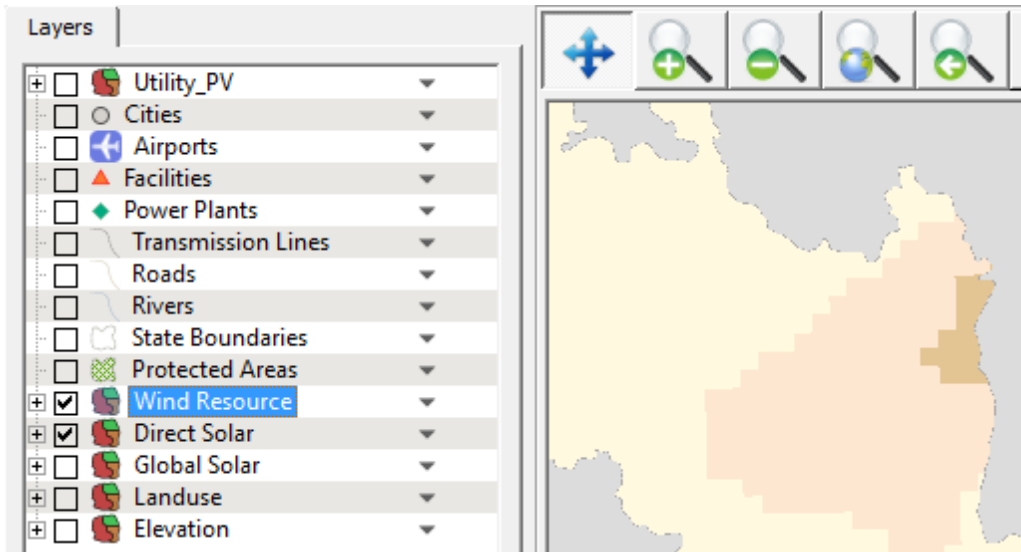 Layers
Utility_PV
Cities
Airports
Facilities
Power Plants
Transmission Lines
Roads
Rivers
State Boundaries
Protected Areas
Wind Resource
Direct Solar
Global Solar
Landuse
Elevation